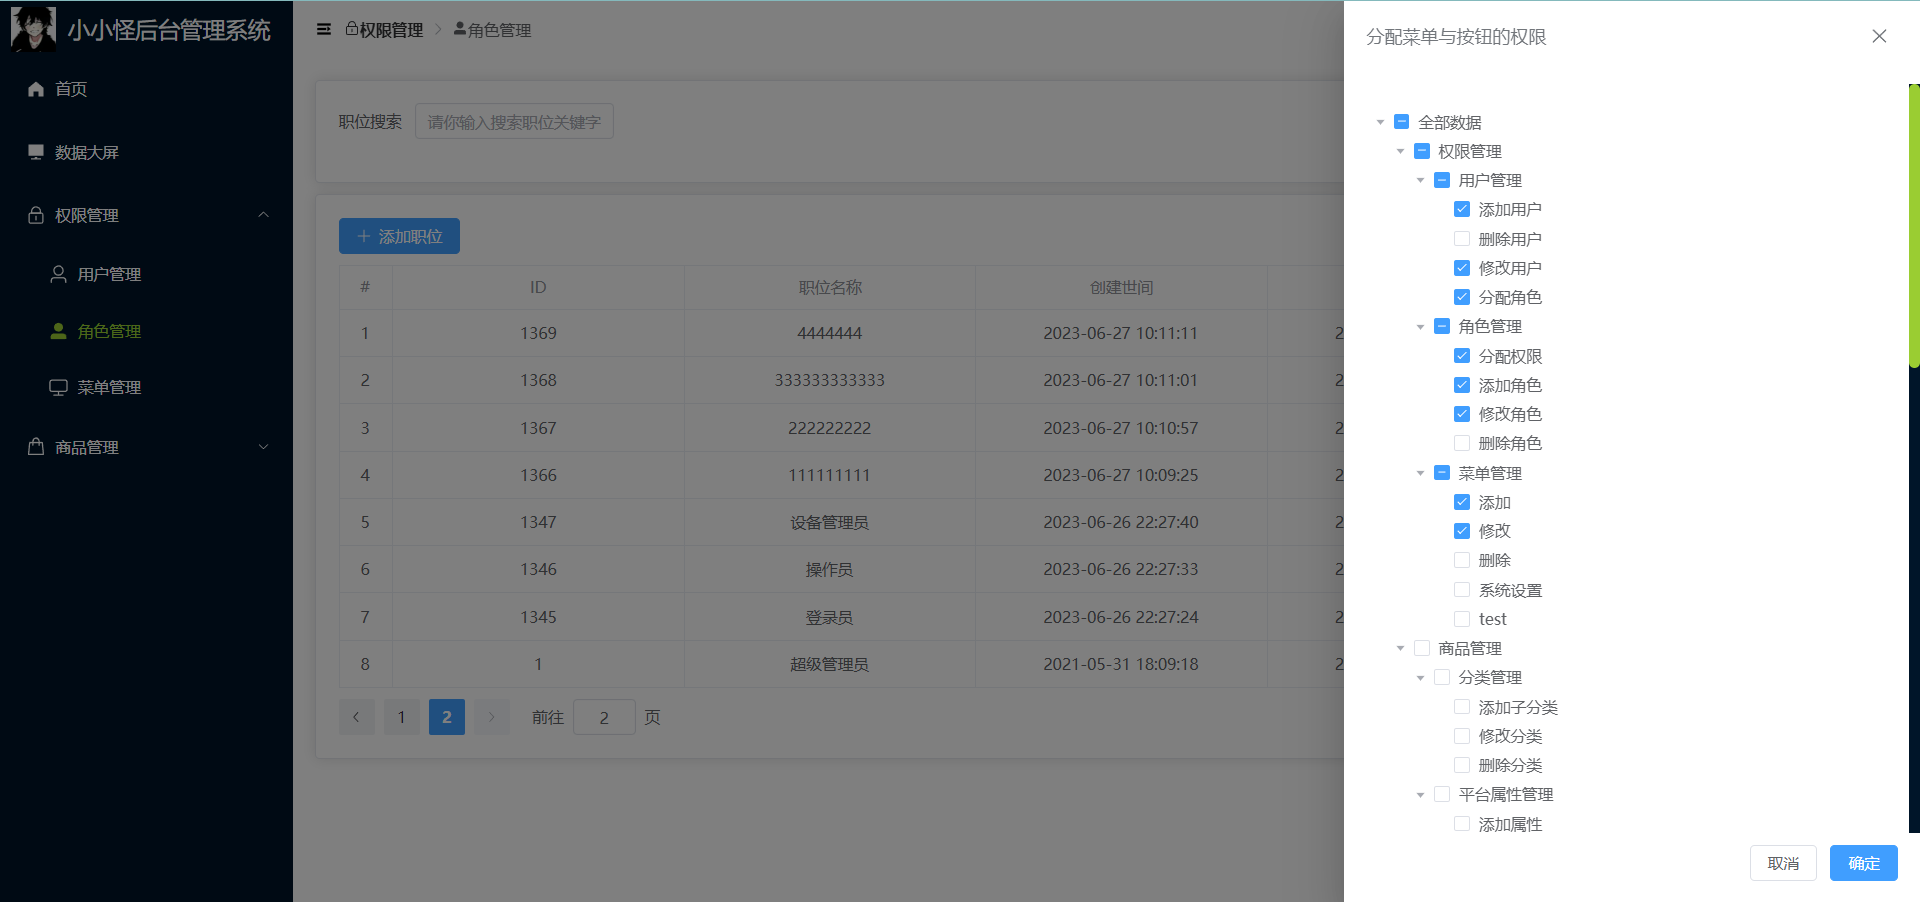 小小怪后台管理系统
首页
数据大屏
权限管理
用户管理
角色管理
菜单管理
商品管理
权限管理 > 角色管理
职位搜索 请你输入搜索职位关键字
+ 添加职位
# ID 职位名称 创建世间
1 1369 4444444 2023-06-27 10:11:11 2
2 1368 333333333333 2023-06-27 10:11:01 2
3 1367 222222222 2023-06-27 10:10:57 2
4 1366 111111111 2023-06-27 10:09:25 2
5 1347 设备管理员 2023-06-26 22:27:40 2
6 1346 操作员 2023-06-26 22:27:33 2
7 1345 登录员 2023-06-26 22:27:24 2
8 1 超级管理员 2021-05-31 18:09:18 2
< 1 2 > 前往 2 页
分配菜单与按钮的权限
全部数据
权限管理
用户管理
添加用户
删除用户
修改用户
分配角色
角色管理
分配权限
添加角色
修改角色
删除角色
菜单管理
添加
修改
删除
系统设置
test
商品管理
分类管理
添加子分类
修改分类
删除分类
平台属性管理
添加属性
取消 确定